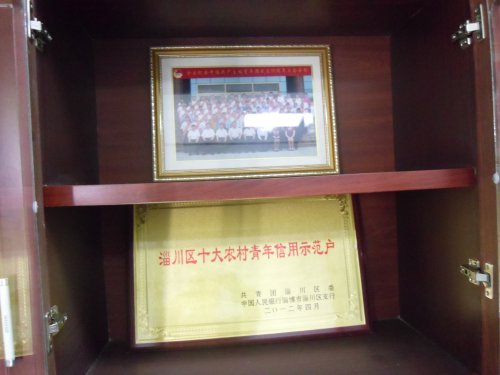 淄川区十大农村青年信用示范户
共青团淄川区委
中国人民银行淄博市淄川区支行
二〇一二年四月